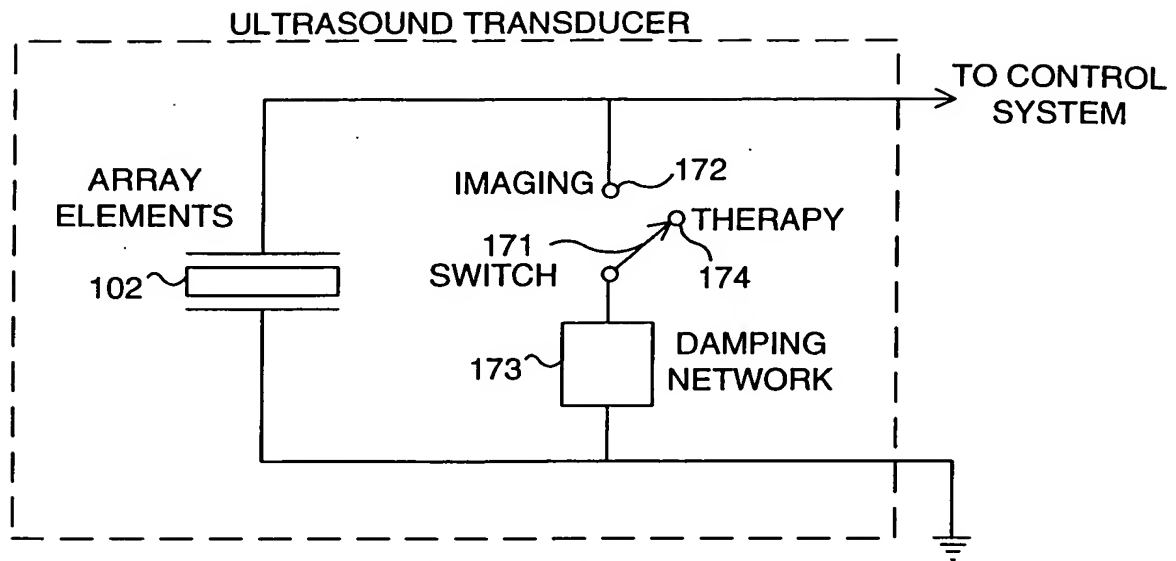 ULTRASOUND TRANSDUCER
TO CONTROL
SYSTEM
ARRAY
ELEMENTS
102
IMAGING
172
THERAPY
171
SWITCH
174
173
DAMPING
NETWORK